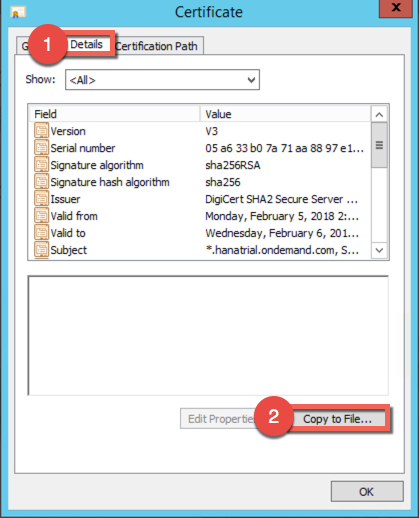 Certificate
x
1
G
Details
Certification Path
Show:
<All>
Field Value
Version V3
Serial number 05 a6 33 b0 7a 71 aa 88 97 e1...
Signature algorithm sha256RSA
Signature hash algorithm sha256
Issuer DigiCert SHA2 Secure Server ...
Valid from Monday, February 5, 2018 2:...
Valid to Wednesday, February 6, 201...
Subject *.hanatrial.ondemand.com, S...
Edit Propertie
2
Copy to File...
OK